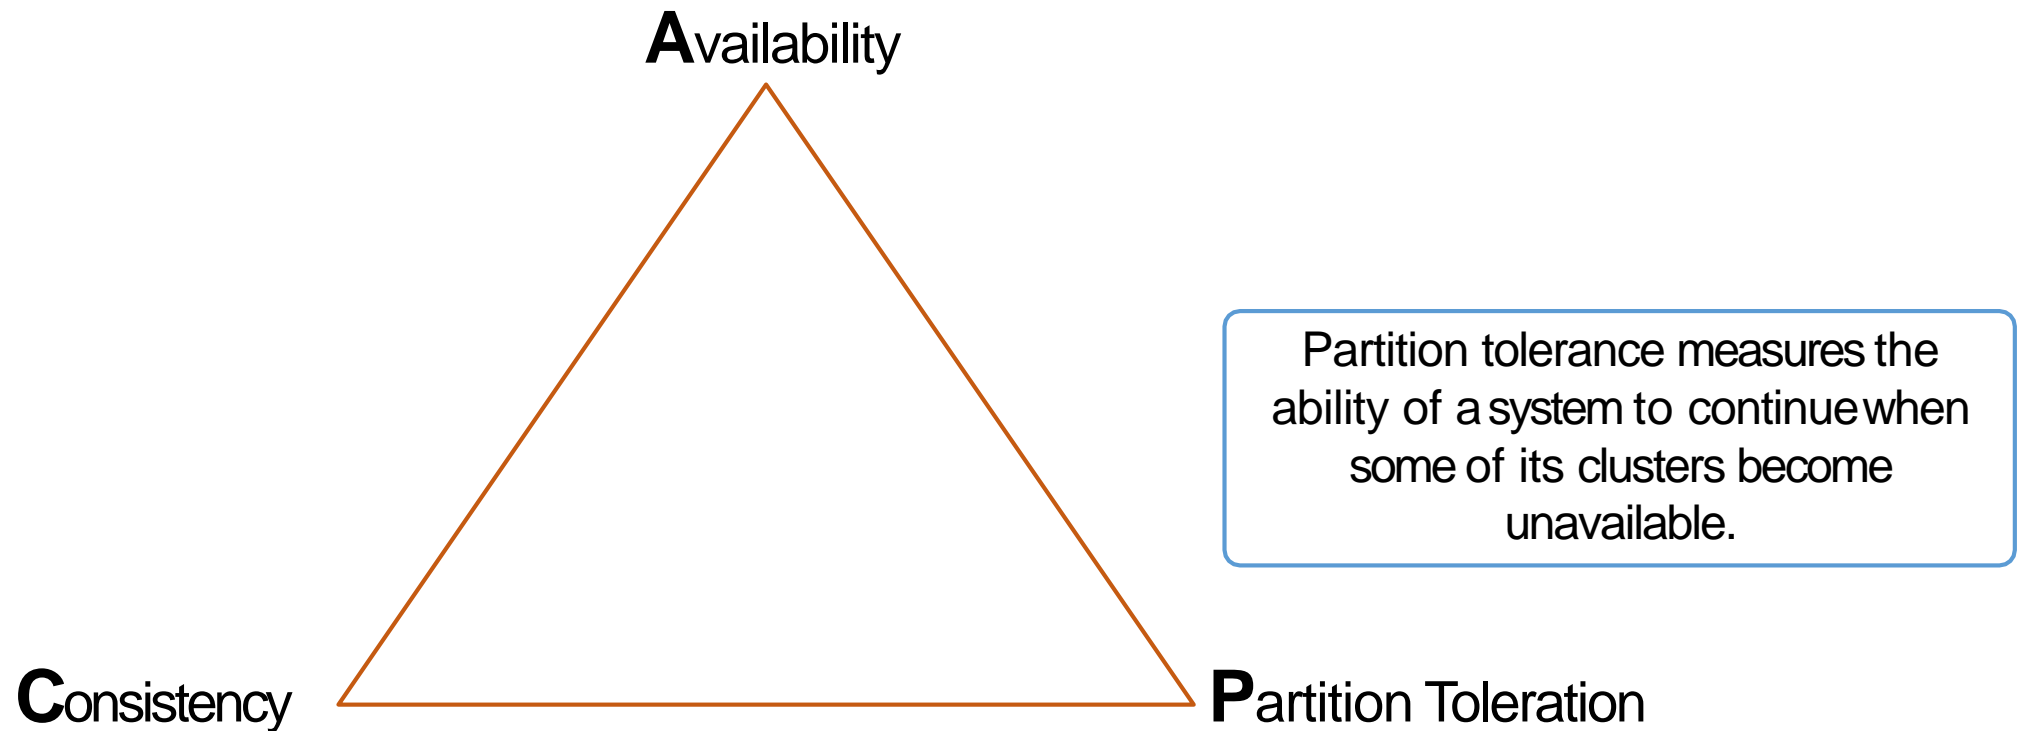 Availability
Partition tolerance measures the
ability of a system to continue when
some of its clusters become
unavailable.
Consistency
Partition Toleration